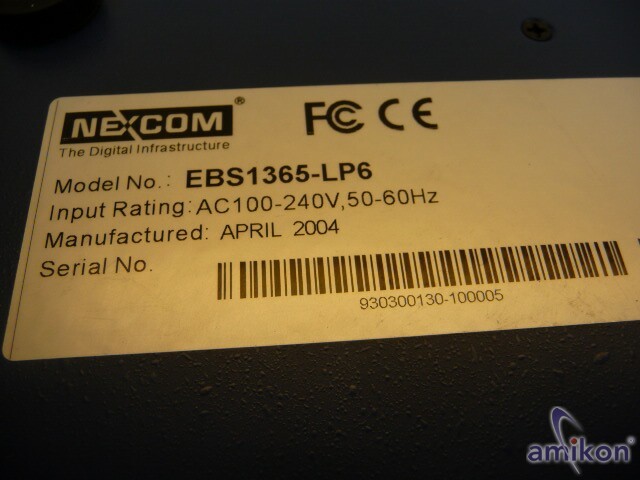 NEXCOM®
FC CE
The Digital Infrastructure
Model No.: EBS1365-LP6
Input Rating: AC100-240V,50-60Hz
Manufactured: APRIL 2004
Serial No.
930300130-100005
amikon®